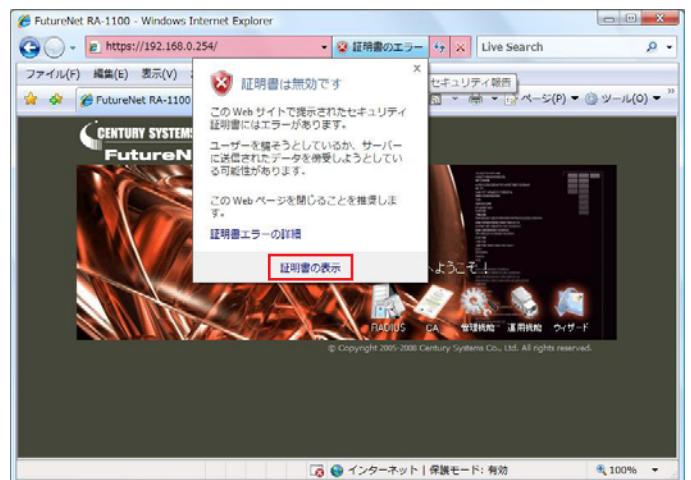 FutureNet RA-1100 - Windows Internet Explorer
https://192.168.0.254/
証明書のエラー
Live Search
ファイル(F) 編集(E) 表示(V)
セキュリティ報告
FutureNet RA-1100
ページ(P) ツール(O)
証明書は無効です
この Web サイトで提示されたセキュリティ
証明書にはエラーがあります。
ユーザーを騙そうとしているか、サーバー
に送信されたデータを傍受しようとしてい
る可能性があります。
この Web ページを閉じることを推奨しま
す。
証明書エラーの詳細
証明書の表示
CENTURY SYSTEMS
FutureN
へようこそ!
RADIUS CA 管理機能 運用機能 ウィザード
© Copyright 2005-2008 Century Systems Co., Ltd. All rights reserved.
インターネット | 保護モード: 有効
100%